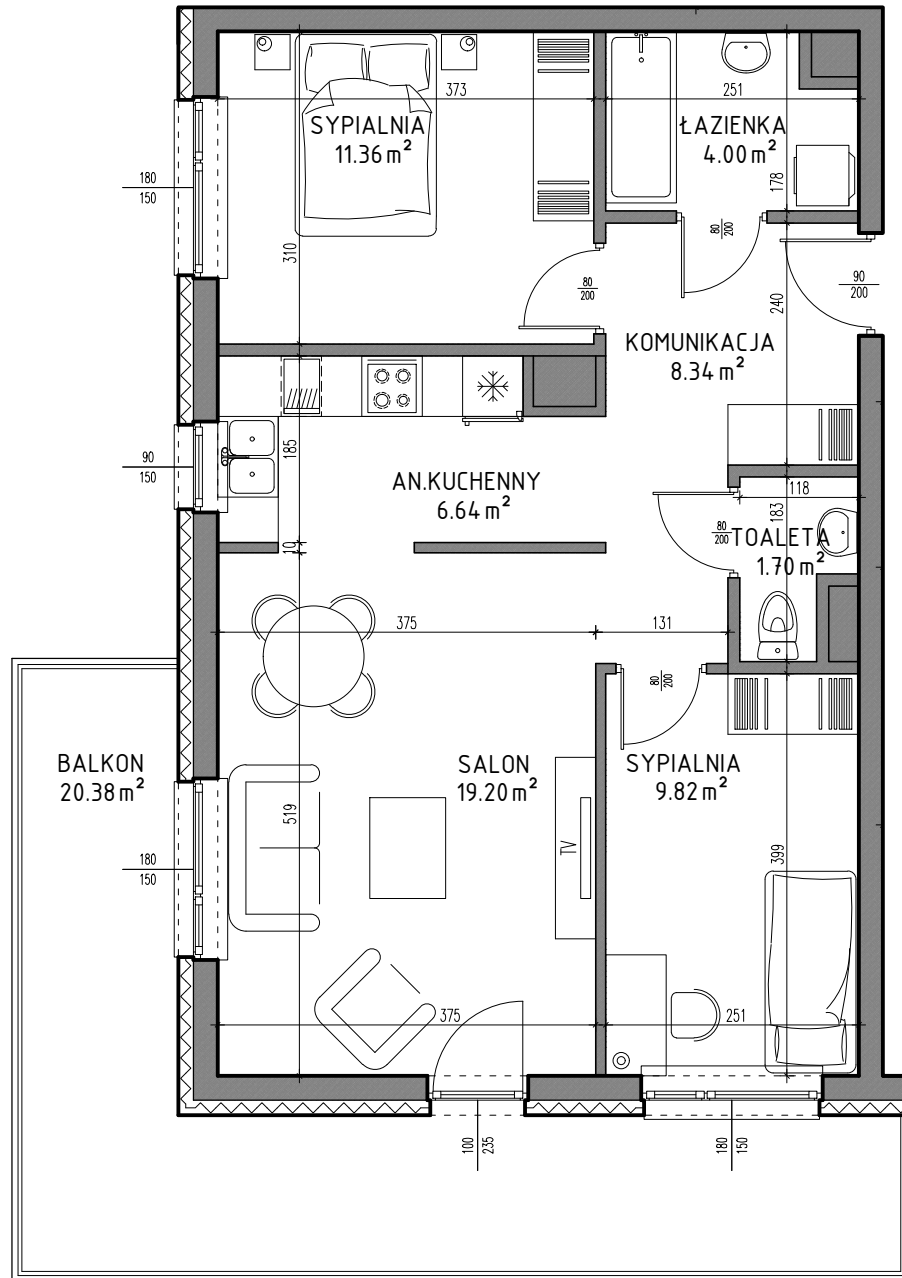 373
251
SYPIALNIA
11.36 m²
ŁAZIENKA
4.00 m²
180
150
178
80
200
310
80
200
90
200
240
KOMUNIKACJA
8.34 m²
90
150
185
AN.KUCHENNY
6.64 m²
118
183
80
200
TOALETA
1.70 m²
10
375
131
80
200
BALKON
20.38 m²
SALON
19.20 m²
SYPIALNIA
9.82 m²
519
TV
399
180
150
375
251
100
235
180
150